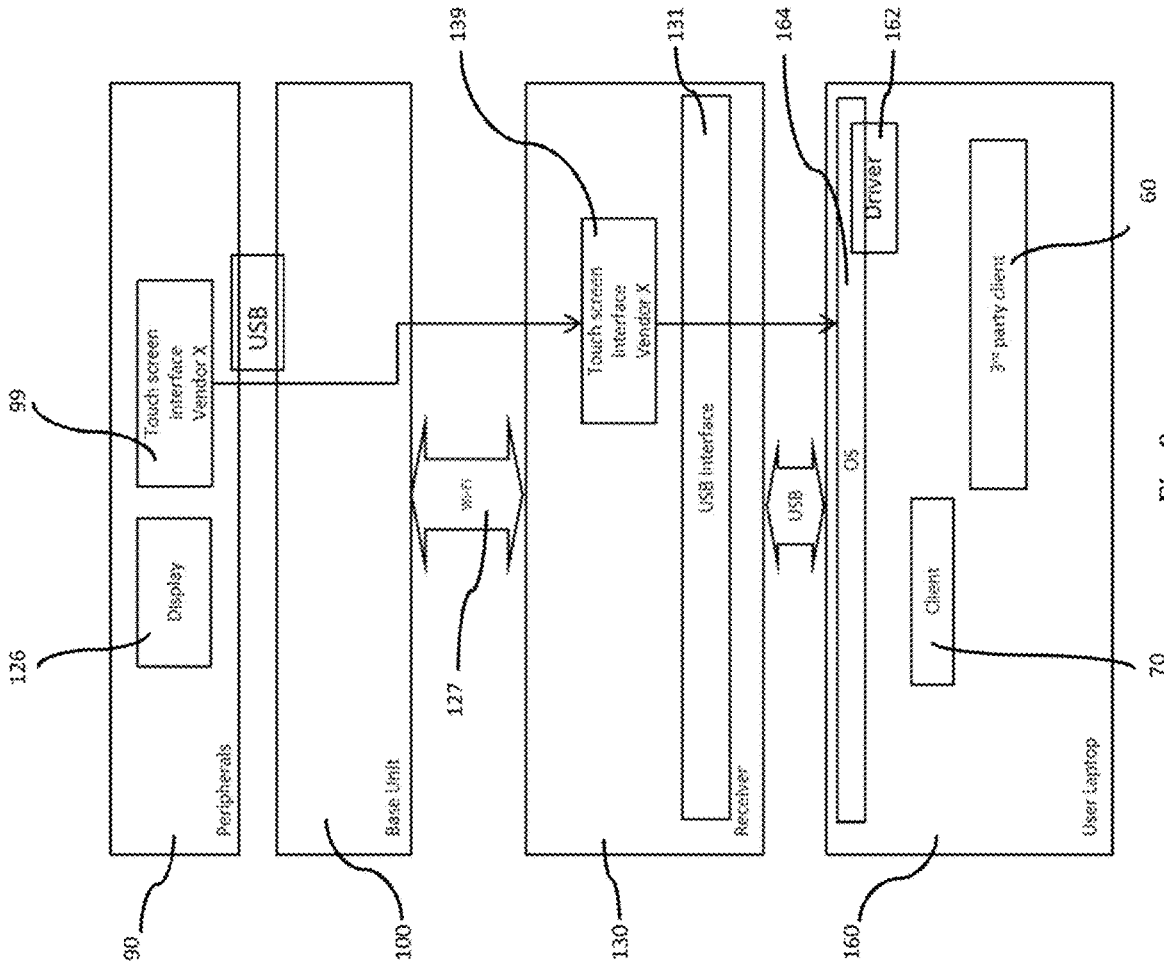 99
126
Touch screen
Interface
Vendor X
Display
Peripherals
90
USB
Base Unit
100
127
139
Touch screen
Interface
Vendor X
131
USB Interface
Receiver
130
USB
164
162
OS
Driver
3rd party client
60
Client
70
User Laptop
160